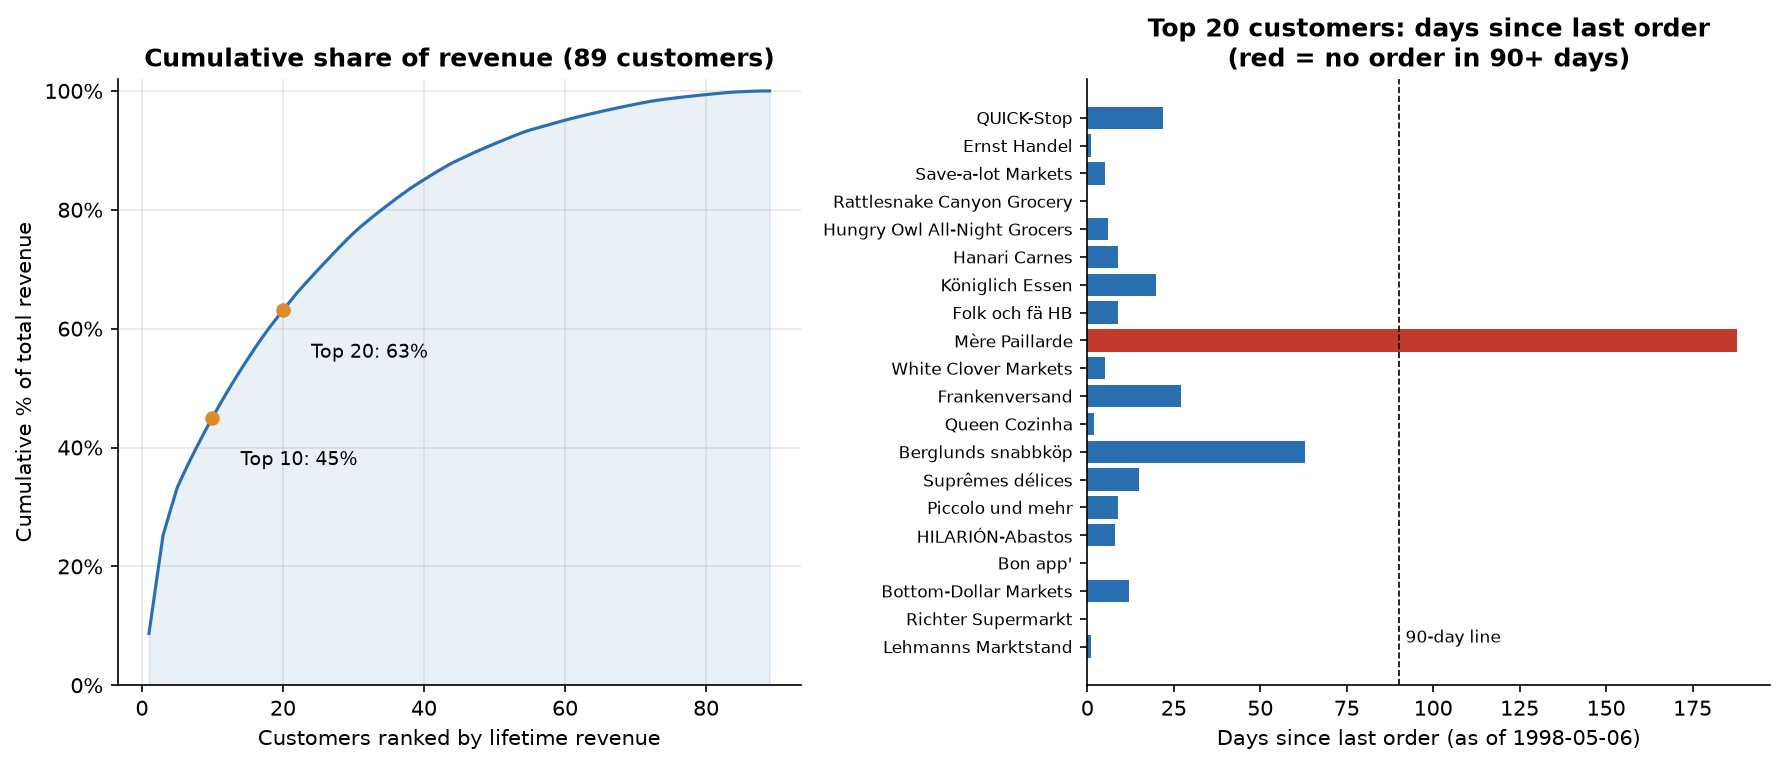 Cumulative share of revenue (89 customers)
Cumulative % of total revenue
100%
80%
60%
40%
20%
0%
Top 20: 63%
Top 10: 45%
0
20
40
60
80
Customers ranked by lifetime revenue
Top 20 customers: days since last order
(red = no order in 90+ days)
QUICK-Stop
Ernst Handel
Save-a-lot Markets
Rattlesnake Canyon Grocery
Hungry Owl All-Night Grocers
Hanari Carnes
Königlich Essen
Folk och fä HB
Mère Paillarde
White Clover Markets
Frankenversand
Queen Cozinha
Berglunds snabbköp
Suprêmes délices
Piccolo und mehr
HILARIÓN-Abastos
Bon app'
Bottom-Dollar Markets
Richter Supermarkt
Lehmanns Marktstand
90-day line
0
25
50
75
100
125
150
175
Days since last order (as of 1998-05-06)